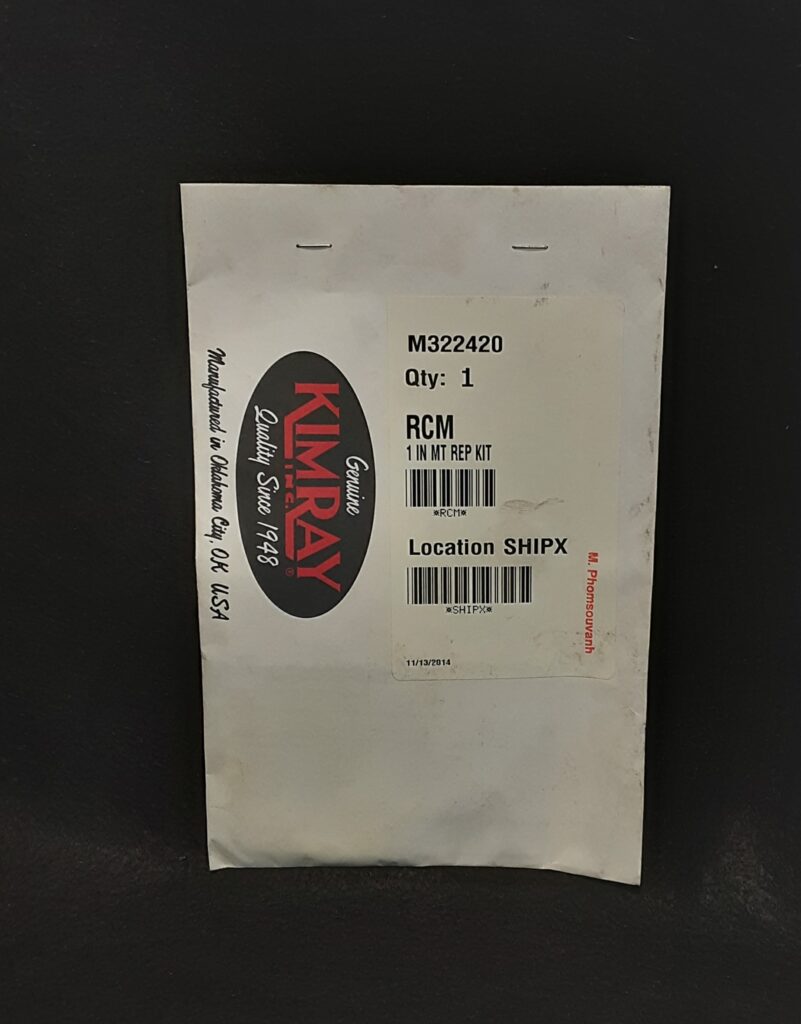 Manufactured in Oklahoma City, OK USA
Genuine
KIMRAY
INC. ®
Quality Since 1948
M322420
Qty: 1
RCM
1 IN MT REP KIT
*RCM*
Location SHIPX
*SHIPX*
M. Phomsouvanh
11/13/2014